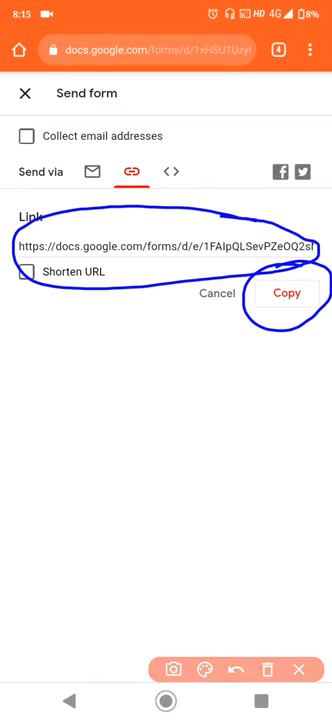 8:15 HD 4G 8%
docs.google.com/forms/d/1xHSU1Uzyl 4
Send form
Collect email addresses
Send via
Link
https://docs.google.com/forms/d/e/1FAIpQLSevPZeOQ2sf
Shorten URL
Cancel Copy